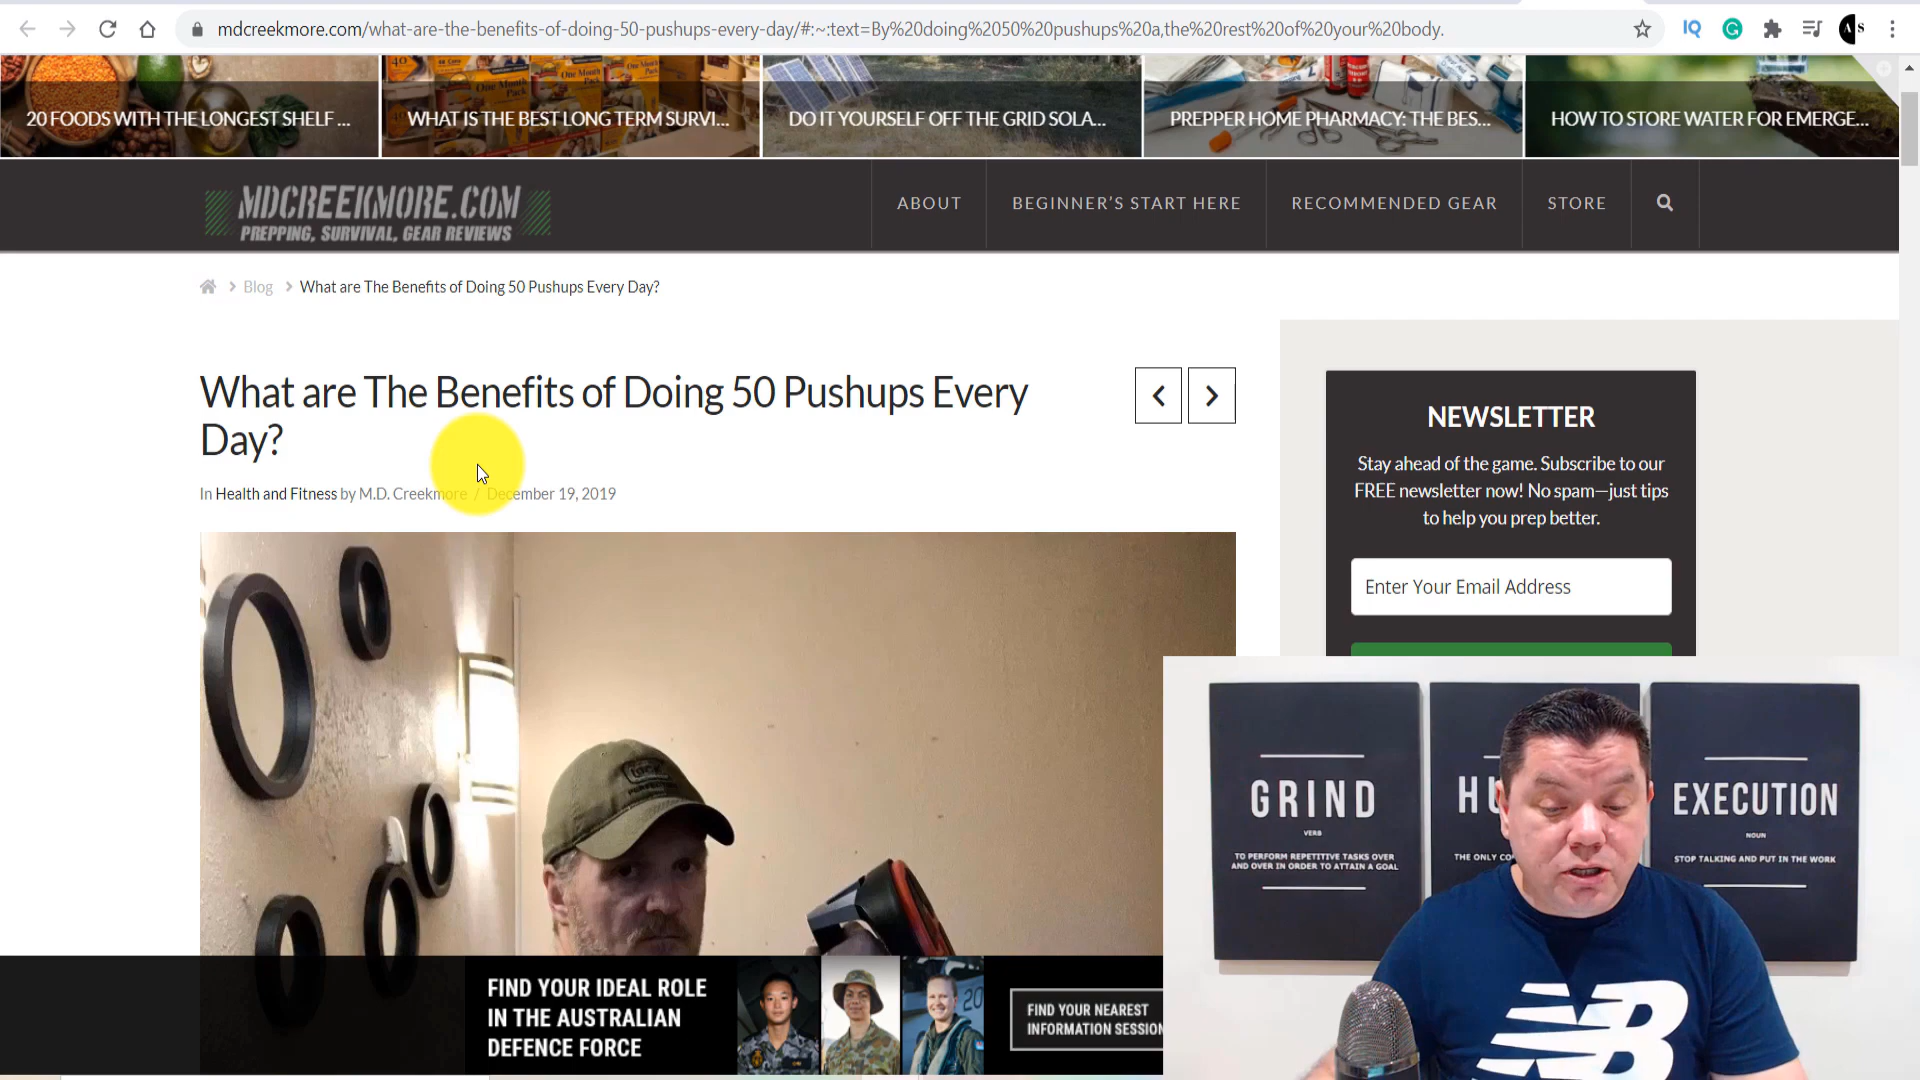 mdcreekmore.com/what-are-the-benefits-of-doing-50-pushups-every-day/#:~:text=By%20doing%2050%20pushups%20a,the%20rest%20of%20your%20body.
20 FOODS WITH THE LONGEST SHELF ...
WHAT IS THE BEST LONG TERM SURVI...
DO IT YOURSELF OFF THE GRID SOLA...
PREPPER HOME PHARMACY: THE BES...
HOW TO STORE WATER FOR EMERGE...
MDCREEKMORE.COM
PREPPING, SURVIVAL, GEAR REVIEWS
ABOUT
BEGINNER'S START HERE
RECOMMENDED GEAR
STORE
Blog
What are The Benefits of Doing 50 Pushups Every Day?
What are The Benefits of Doing 50 Pushups Every
Day?
In Health and Fitness by M.D. Creekmore / December 19, 2019
NEWSLETTER
Stay ahead of the game. Subscribe to our
FREE newsletter now! No spam—just tips
to help you prep better.
Enter Your Email Address
FIND YOUR IDEAL ROLE
IN THE AUSTRALIAN
DEFENCE FORCE
FIND YOUR NEAREST
INFORMATION SESSION
GRIND
VERB
TO PERFORM REPETITIVE TASKS OVER
AND OVER IN ORDER TO ATTAIN A GOAL
THE ONLY
EXECUTION
NOUN
STOP TALKING AND PUT IN THE WORK